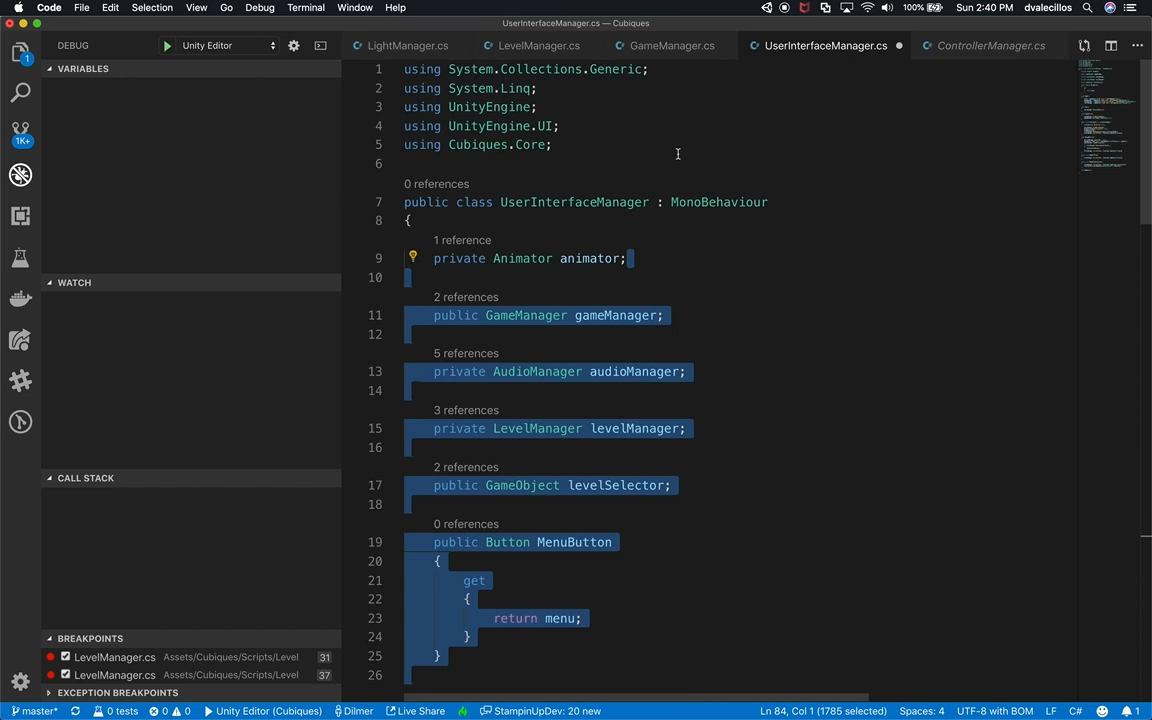 Code File Edit Selection View Go Debug Terminal Window Help 100% Sun 2:40 PM dvalecillos
UserInterfaceManager.cs — Cubiques
DEBUG Unity Editor
LightManager.cs LevelManager.cs GameManager.cs UserInterfaceManager.cs ControllerManager.cs
VARIABLES
WATCH
CALL STACK
BREAKPOINTS
LevelManager.cs Assets/Cubiques/Scripts/Level 31
LevelManager.cs Assets/Cubiques/Scripts/Level 37
EXCEPTION BREAKPOINTS
1
1K+
1 using System.Collections.Generic;
2 using System.Linq;
3 using UnityEngine;
4 using UnityEngine.UI;
5 using Cubiques.Core;
6
0 references
7 public class UserInterfaceManager : MonoBehaviour
8 {
1 reference
9 private Animator animator;
10
2 references
11 public GameManager gameManager;
12
5 references
13 private AudioManager audioManager;
14
3 references
15 private LevelManager levelManager;
16
2 references
17 public GameObject levelSelector;
18
0 references
19 public Button MenuButton
20 {
21 get
22 {
23 return menu;
24 }
25 }
26
master* 0 tests 0 0 Unity Editor (Cubiques) Dilmer Live Share StampinUpDev: 20 new Ln 84, Col 1 (1785 selected) Spaces: 4 UTF-8 with BOM LF C# 1